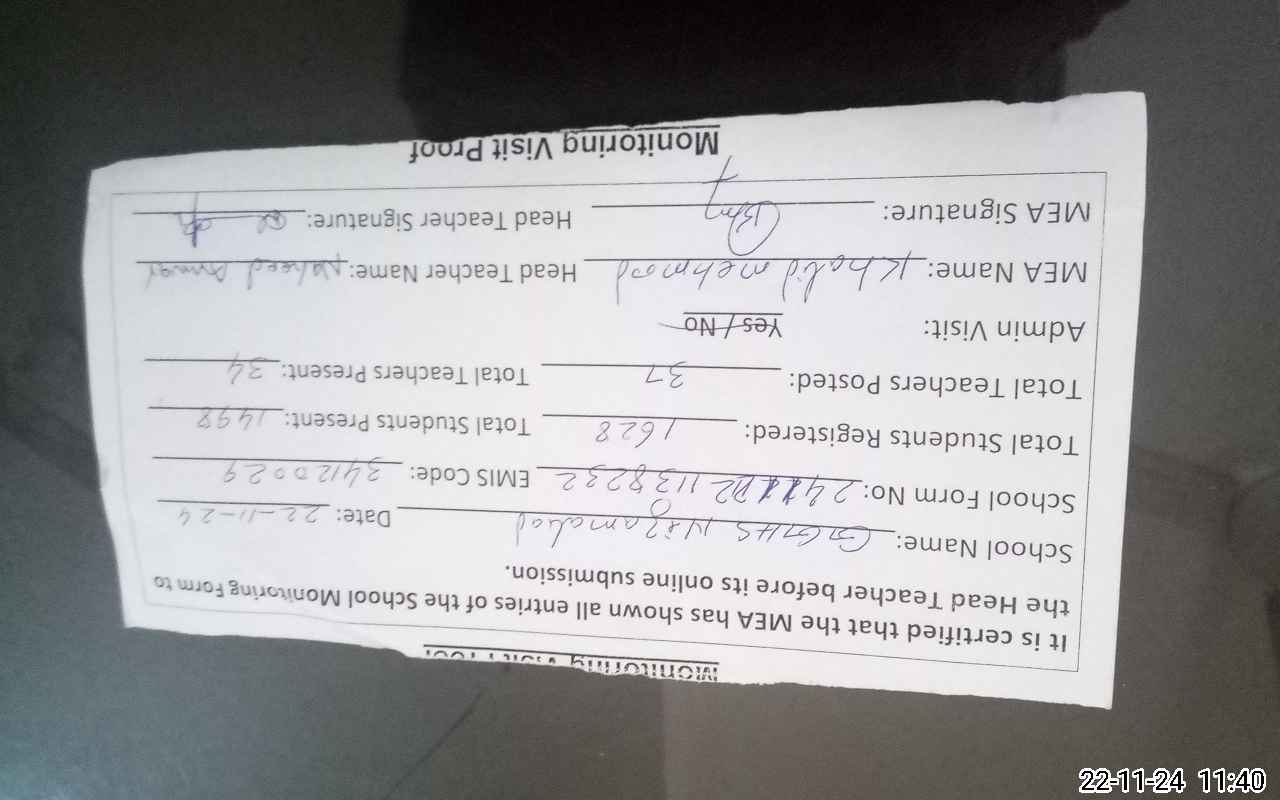 Monitoring Visit Proof
It is certified that the MEA has shown all entries of the School Monitoring Form to
the Head Teacher before its online submission.
School Name: GGHS Nizamabad Date: 22-11-24
School Form No: EMIS Code: 34120029
Total Students Registered: 1628 Total Students Present: 1498
Total Teachers Posted: 37 Total Teachers Present: 34
Admin Visit: Yes / No
MEA Name: Khalid mehmood Head Teacher Name: Naheed Anwar
MEA Signature: Head Teacher Signature:
Monitoring Visit Proof
22-11-24 11:40